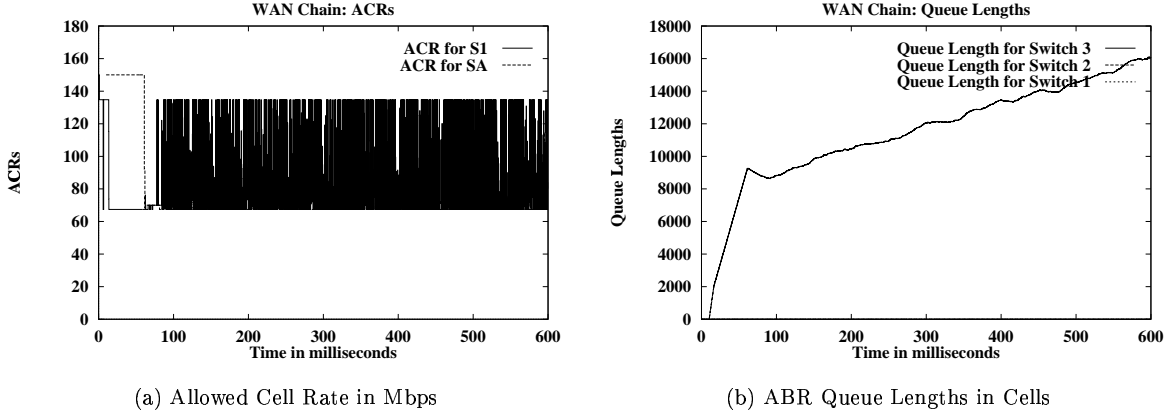 WAN Chain: ACRs
180
160
140
120
100
80
60
40
20
0
ACRs
ACR for S1
ACR for SA
0 100 200 300 400 500 600
Time in milliseconds
(a) Allowed Cell Rate in Mbps
WAN Chain: Queue Lengths
18000
16000
14000
12000
10000
8000
6000
4000
2000
0
Queue Lengths
Queue Length for Switch 3
Queue Length for Switch 2
Queue Length for Switch 1
0 100 200 300 400 500 600
Time in milliseconds
(b) ABR Queue Lengths in Cells